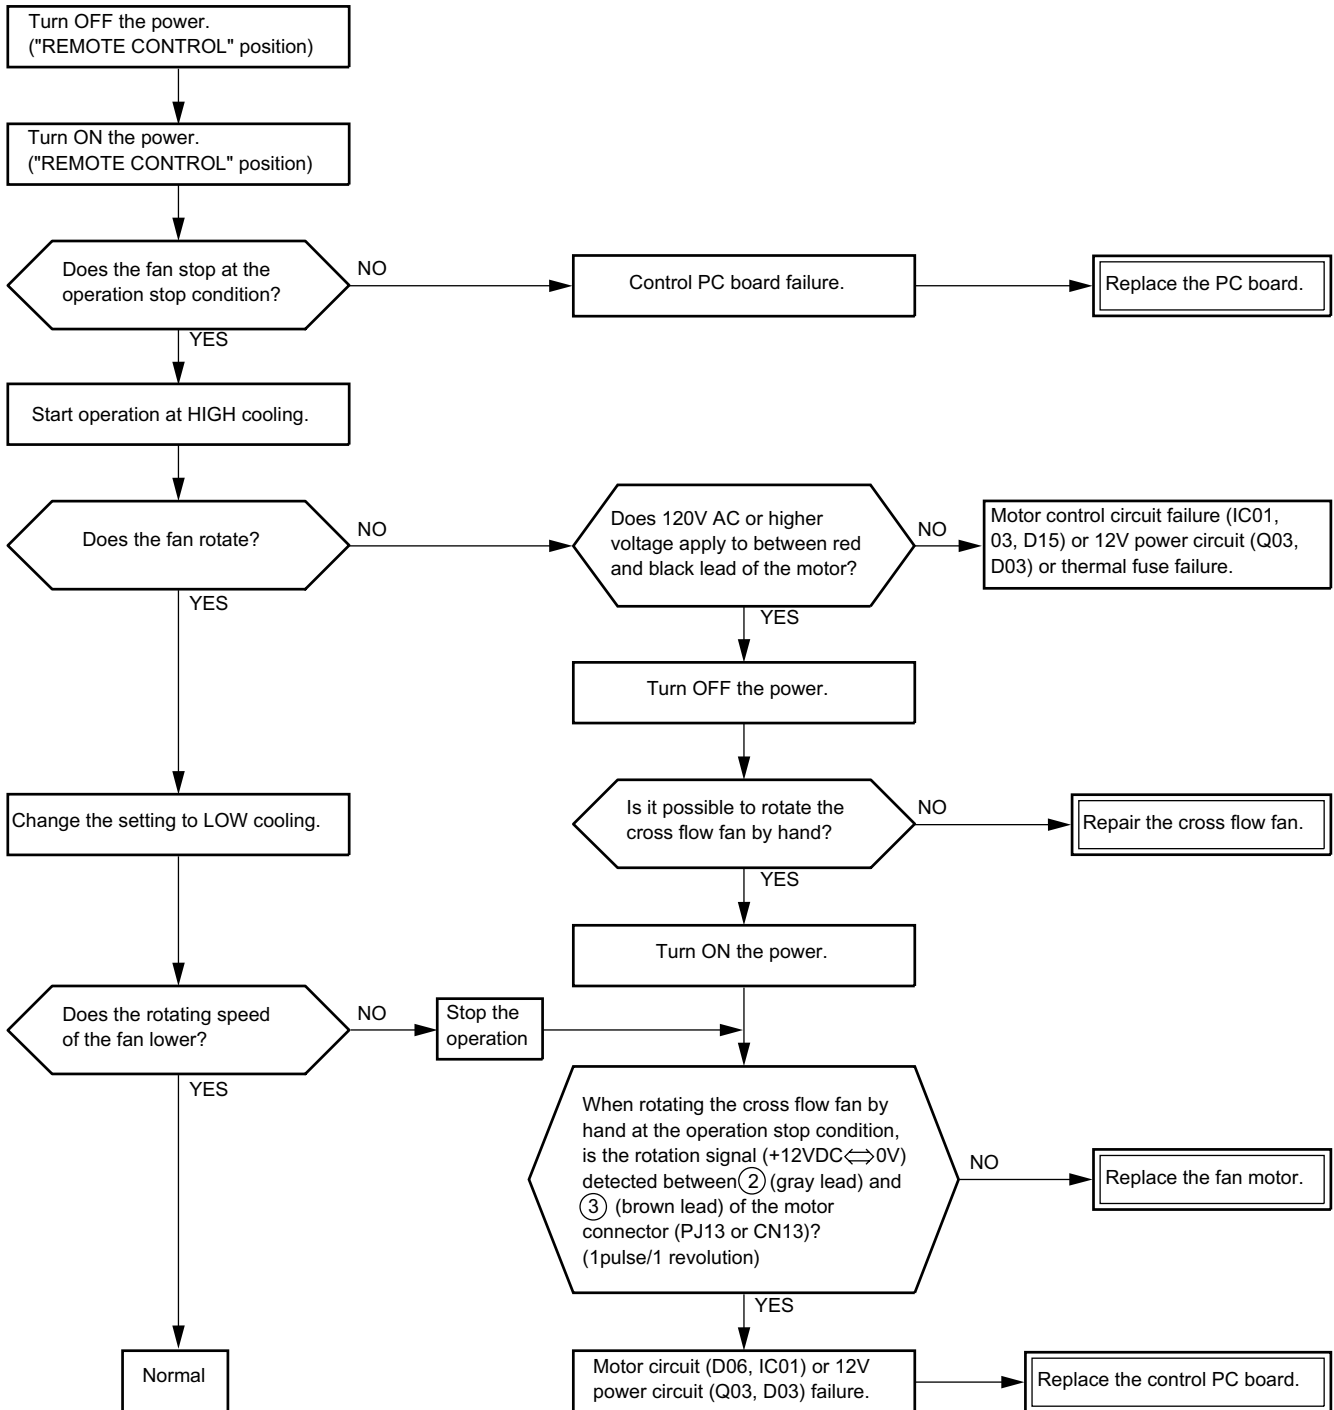 Turn OFF the power.
("REMOTE CONTROL" position)
Turn ON the power.
("REMOTE CONTROL" position)
Does the fan stop at the
operation stop condition?
NO
Control PC board failure.
Replace the PC board.
YES
Start operation at HIGH cooling.
Does the fan rotate?
NO
Does 120V AC or higher
voltage apply to between red
and black lead of the motor?
NO
Motor control circuit failure (IC01,
03, D15) or 12V power circuit (Q03,
D03) or thermal fuse failure.
YES
YES
Turn OFF the power.
Change the setting to LOW cooling.
Is it possible to rotate the
cross flow fan by hand?
NO
Repair the cross flow fan.
YES
Turn ON the power.
Does the rotating speed
of the fan lower?
NO
Stop the
operation
YES
When rotating the cross flow fan by
hand at the operation stop condition,
is the rotation signal (+12VDC⇔0V)
detected between ② (gray lead) and
③ (brown lead) of the motor
connector (PJ13 or CN13)?
(1pulse/1 revolution)
NO
Replace the fan motor.
YES
Normal
Motor circuit (D06, IC01) or 12V
power circuit (Q03, D03) failure.
Replace the control PC board.